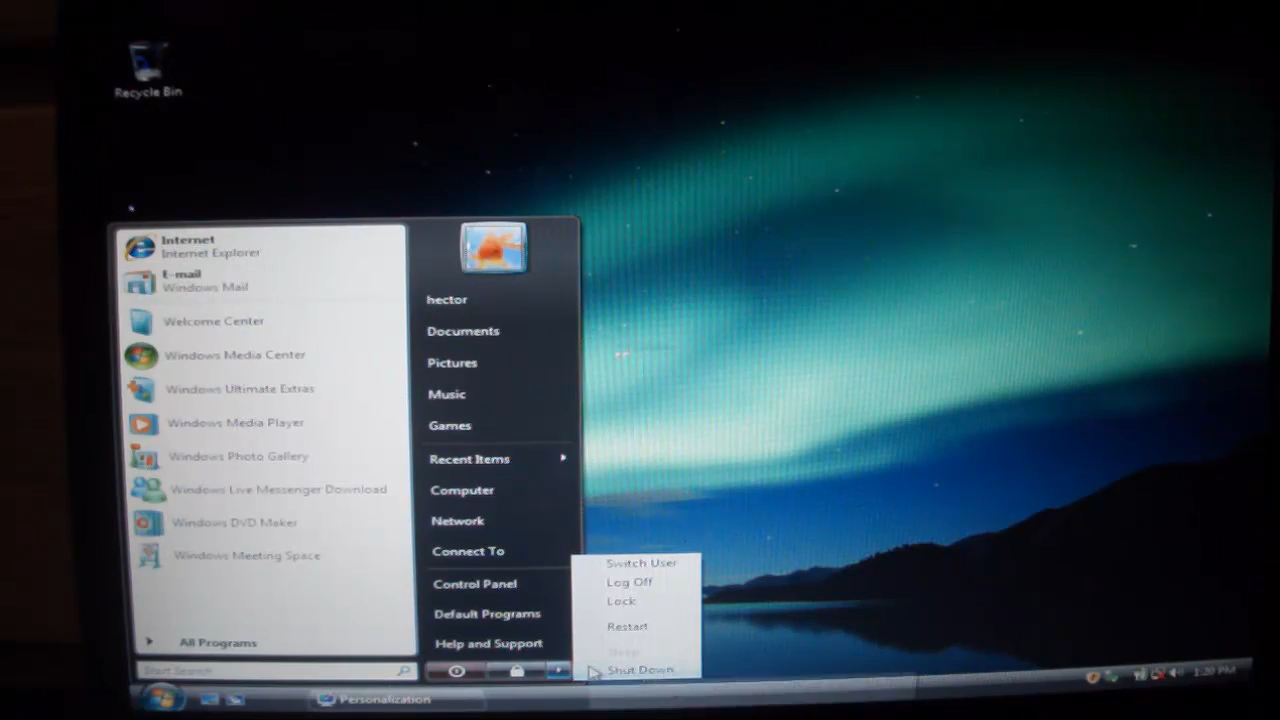 Recycle Bin
Internet
Internet Explorer
E-mail
Windows Mail
Welcome Center
Windows Media Center
Windows Ultimate Extras
Windows Media Player
Windows Photo Gallery
Windows Live Messenger Download
Windows DVD Maker
Windows Meeting Space
All Programs
Start Search
hector
Documents
Pictures
Music
Games
Recent Items
Computer
Network
Connect To
Control Panel
Default Programs
Help and Support
Switch User
Log Off
Lock
Restart
Sleep
Shut Down
Personalization
1:20 PM